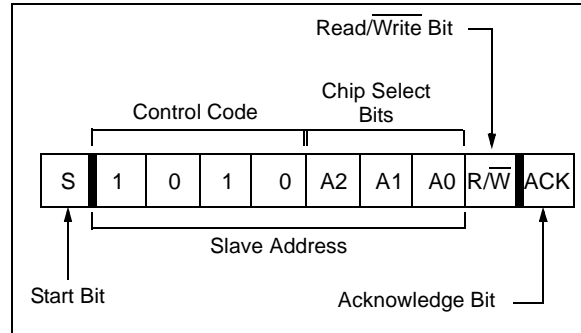 Read/Write Bit
Chip Select
Control Code
Bits
S 1 0 1 0 A2 A1 A0 R/W ACK
Slave Address
Start Bit
Acknowledge Bit